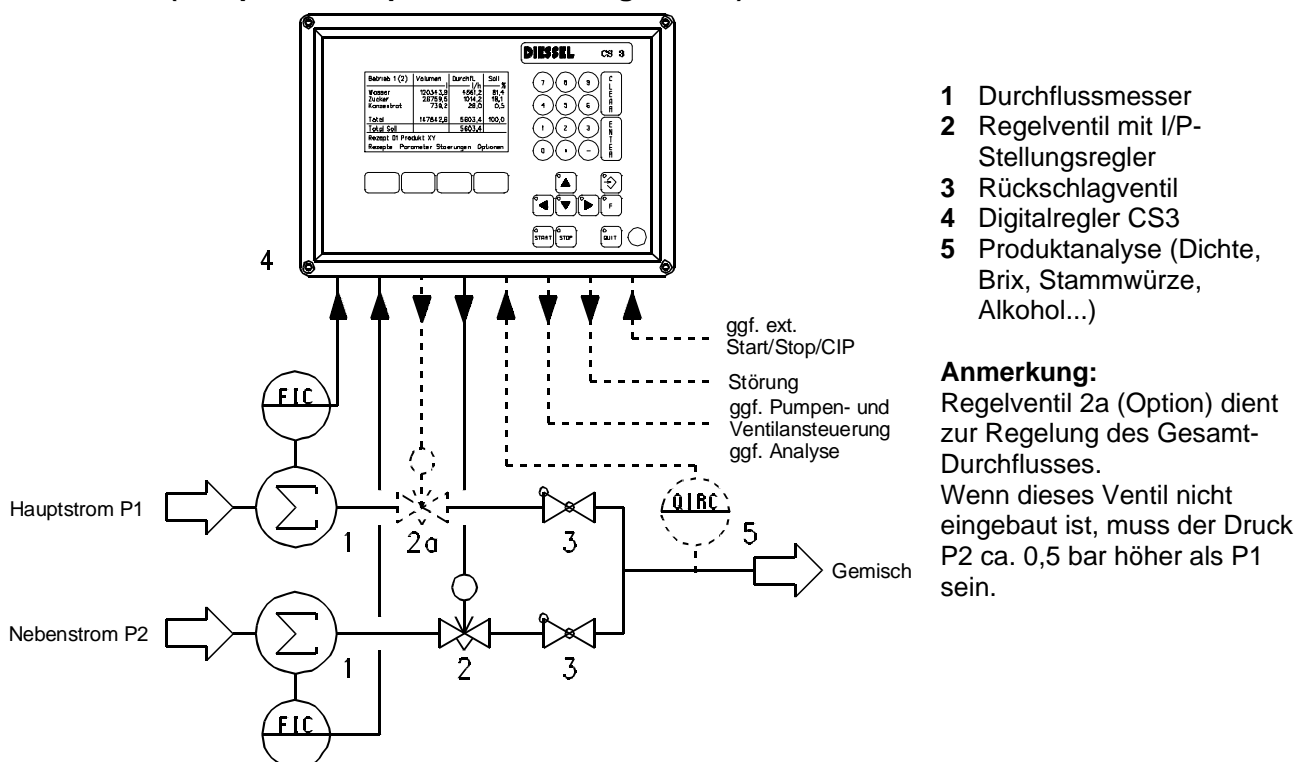 DIESSEL CS 3
Betrieb 1 (2) Volumen Durchfl. Soll
l l/h %
Wasser 120343,9 4561,2 81,4
Zucker 26759,5 1014,2 18,1
Konzentrat 739,2 28,0 0,5
Total 147842,6 5603,4 100,0
Total Soll 5603,4
Rezept 01 Produkt XY
Rezepte Parameter Stoerungen Optionen
7 8 9
CLEAR
4 5 6
1 2 3
ENTER
0 . -
F
START STOP QUIT
4
ggf. ext.
Start/Stop/CIP
Störung
ggf. Pumpen- und
Ventilansteuerung
ggf. Analyse
FIC
QIRC
Hauptstrom P1
Σ
1
2a
3
5
Gemisch
Nebenstrom P2
Σ
1
2
3
FIC
1 Durchflussmesser
2 Regelventil mit I/P-
Stellungsregler
3 Rückschlagventil
4 Digitalregler CS3
5 Produktanalyse (Dichte,
Brix, Stammwürze,
Alkohol...)
Anmerkung:
Regelventil 2a (Option) dient
zur Regelung des Gesamt-
Durchflusses.
Wenn dieses Ventil nicht
eingebaut ist, muss der Druck
P2 ca. 0,5 bar höher als P1
sein.